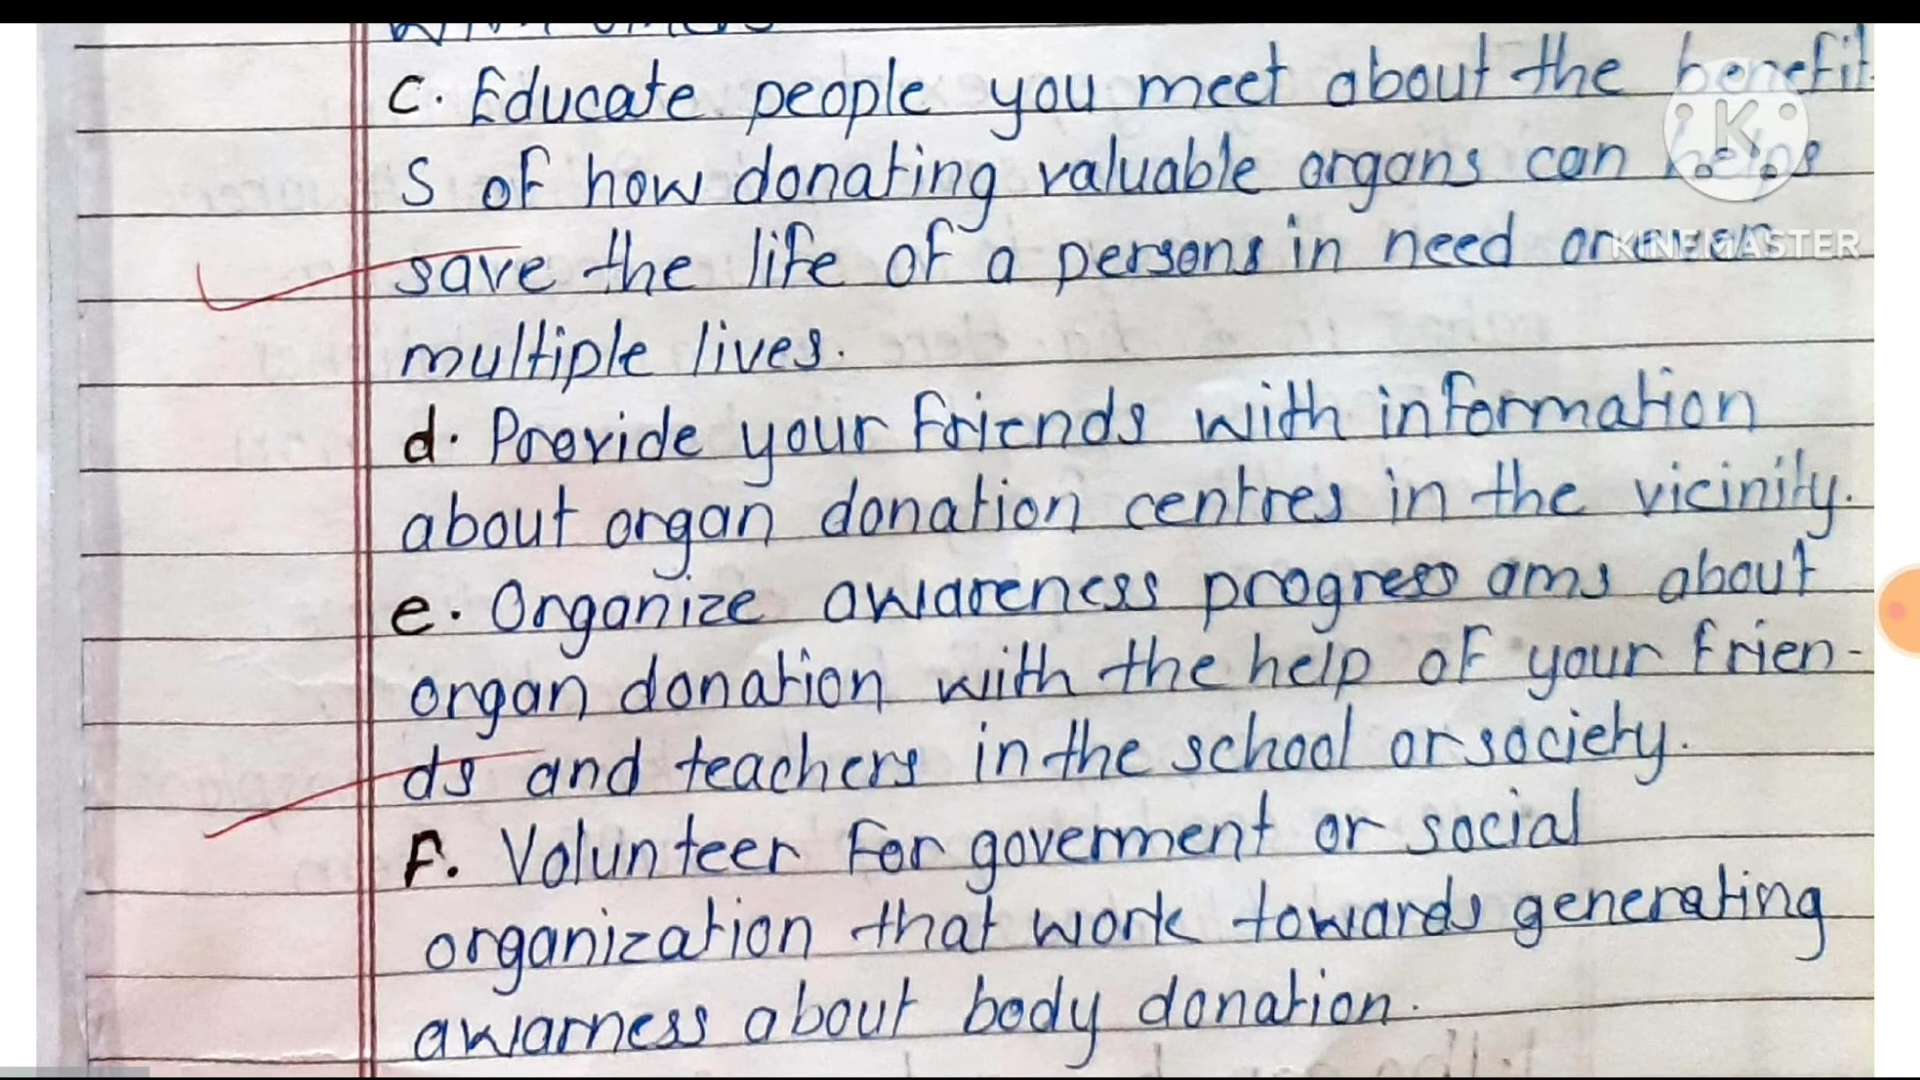 c. Educate people you meet about the benefit
s of how donating valuable organs can helps
save the life of a persons in need or even
multiple lives.
d. Provide your friends with information
about organ donation centres in the vicinity.
e. Organize awareness progress ams about
organ donation with the help of your frien-
ds and teachers in the school or society.
F. Volunteer for goverment or social
organization that work towards generating
awarness about body donation.
K
KINEMASTER